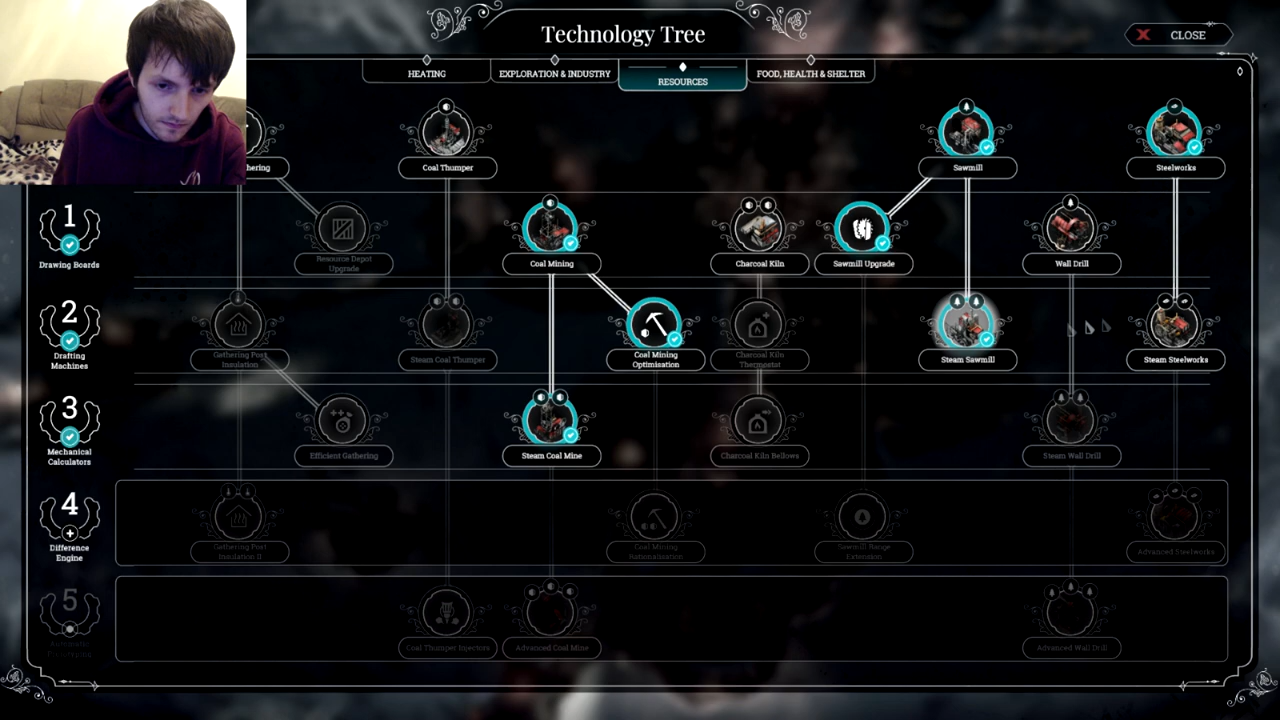 Technology Tree
CLOSE
HEATING
EXPLORATION & INDUSTRY
RESOURCES
FOOD, HEALTH & SHELTER
hering
Coal Thumper
Sawmill
Steelworks
1
Drawing Boards
Resource Depot
Upgrade
Coal Mining
Charcoal Kiln
Sawmill Upgrade
Wall Drill
2
Drafting
Machines
Gathering Post
Insulation
Steam Coal Thumper
Coal Mining
Optimisation
Charcoal Kiln
Thermostat
Steam Sawmill
Steam Steelworks
3
Mechanical
Calculators
Efficient Gathering
Steam Coal Mine
Charcoal Kiln Bellows
Steam Wall Drill
4
Difference
Engine
Gathering Post
Insulation II
Coal Mining
Rationalisation
Sawmill Range
Extension
Advanced Steelworks
5
Coal Thumper Injectors
Advanced Coal Mine
Advanced Wall Drill